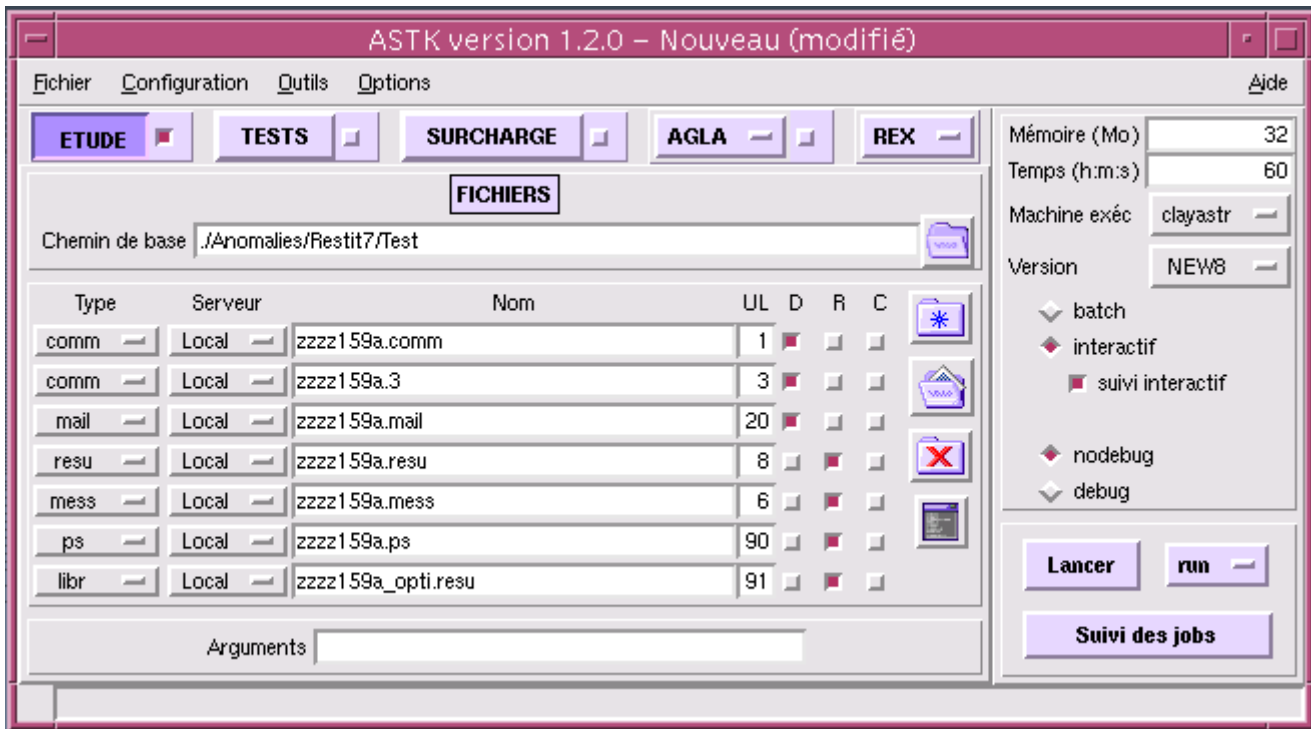 ASTK version 1.2.0 – Nouveau (modifié)
Fichier Configuration Outils Options Aide
ETUDE TESTS SURCHARGE AGLA REX
FICHIERS
Chemin de base ./Anomalies/Restit7/Test
Type Serveur Nom UL D R C
comm Local zzzz159a.comm 1
comm Local zzzz159a.3 3
mail Local zzzz159a.mail 20
resu Local zzzz159a.resu 8
mess Local zzzz159a.mess 6
ps Local zzzz159a.ps 90
libr Local zzzz159a_opti.resu 91
Arguments
Mémoire (Mo) 32
Temps (h:m:s) 60
Machine exéc clayastr
Version NEW8
batch
interactif
suivi interactif
nodebug
debug
Lancer run
Suivi des jobs